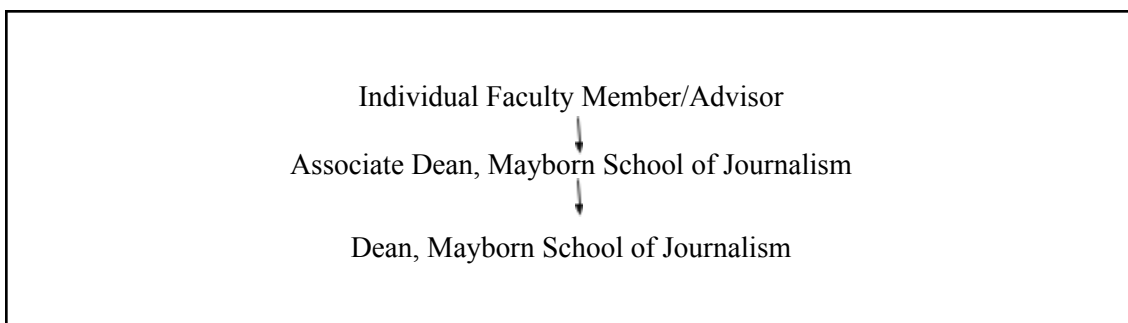 Individual Faculty Member/Advisor
Associate Dean, Mayborn School of Journalism
Dean, Mayborn School of Journalism